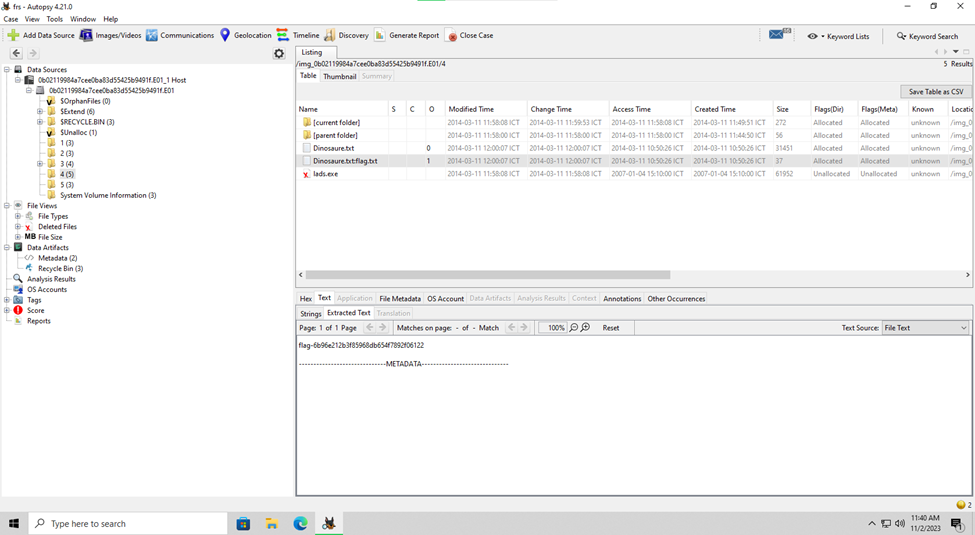 frs - Autopsy 4.21.0
Case View Tools Window Help
Add Data Source Images/Videos Communications Geolocation Timeline Discovery Generate Report Close Case Keyword Lists Keyword Search
Listing
/img_0b02119984a7cee0ba83d55425b9491f.E01/4
5 Results
Table Thumbnail Summary
Save Table as CSV
Name S C O Modified Time Change Time Access Time Created Time Size Flags(Dir) Flags(Meta) Known Locatio
[current folder] 2014-03-11 11:58:08 ICT 2014-03-11 11:59:53 ICT 2014-03-11 11:58:08 ICT 2014-03-11 11:49:51 ICT 272 Allocated Allocated unknown /img_0
[parent folder] 2014-03-11 11:58:08 ICT 2014-03-11 11:58:08 ICT 2014-03-11 11:58:08 ICT 2014-03-11 11:44:50 ICT 56 Allocated Allocated unknown /img_0
Dinosaure.txt 0 2014-03-11 12:00:07 ICT 2014-03-11 12:00:07 ICT 2014-03-11 10:50:26 ICT 2014-03-11 10:50:26 ICT 31451 Allocated Allocated unknown /img_0
Dinosaure.txt:flag.txt 1 2014-03-11 12:00:07 ICT 2014-03-11 12:00:07 ICT 2014-03-11 10:50:26 ICT 2014-03-11 10:50:26 ICT 37 Allocated Allocated unknown /img_0
lads.exe 2014-03-11 11:58:08 ICT 2014-03-11 11:58:08 ICT 2007-01-04 15:10:00 ICT 2007-01-04 15:10:00 ICT 61952 Unallocated Unallocated unknown /img_0
Data Sources
0b02119984a7cee0ba83d55425b9491f.E01_1 Host
0b02119984a7cee0ba83d55425b9491f.E01
$OrphanFiles (0)
$Extend (6)
$RECYCLE.BIN (3)
$Unalloc (1)
1 (3)
2 (3)
3 (4)
4 (5)
5 (3)
System Volume Information (3)
File Views
File Types
Deleted Files
MB File Size
Data Artifacts
Metadata (2)
Recycle Bin (3)
Analysis Results
OS Accounts
Tags
Score
Reports
Hex Text Application File Metadata OS Account Data Artifacts Analysis Results Context Annotations Other Occurrences
Strings Extracted Text Translation
Page: 1 of 1 Page Matches on page: - of - Match 100% Reset Text Source: File Text
flag-6b96e212b3f85968db654f7892f06122
------------------------------METADATA------------------------------
2
Type here to search
11:40 AM
11/2/2023
1